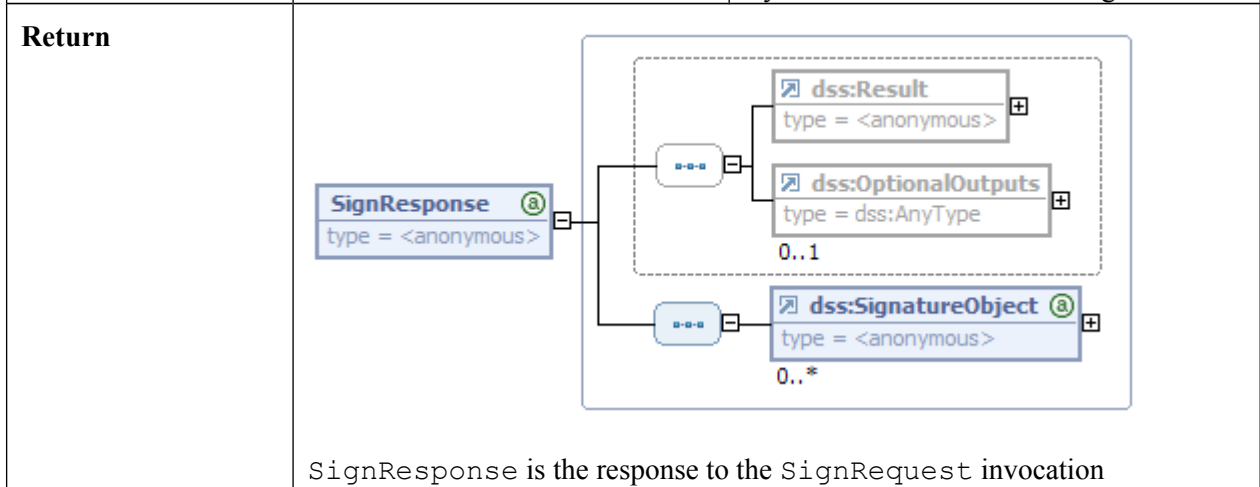 Return
dss:Result
type = <anonymous>
dss:OptionalOutputs
type = dss:AnyType
0..1
SignResponse
type = <anonymous>
dss:SignatureObject
type = <anonymous>
0..*
SignResponse is the response to the SignRequest invocation